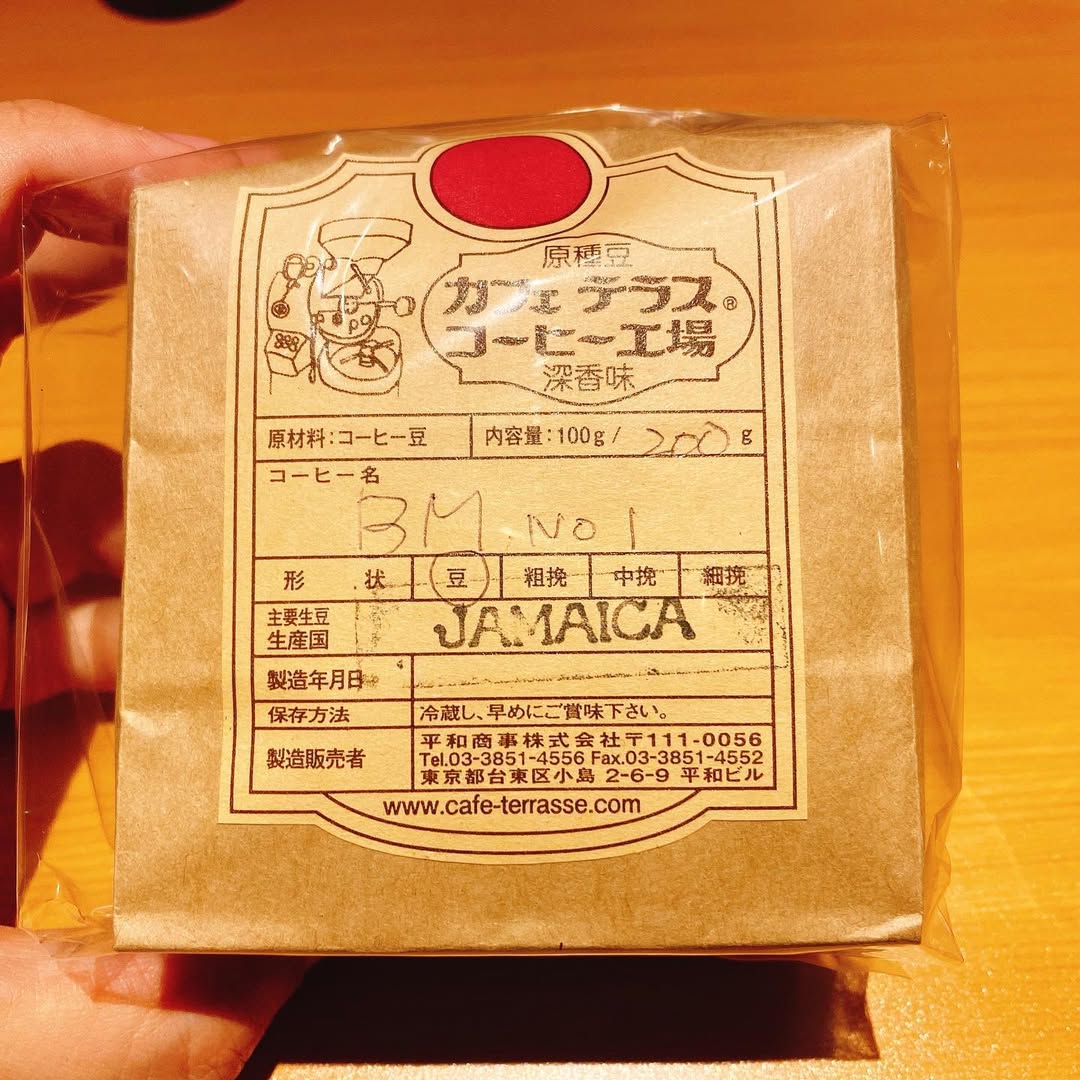 原種豆
カフェ テラス®
コーヒー工場
深香味
原材料:コーヒー豆 内容量:100g/ 200 g
コーヒー名
BM No 1
形 状 豆 粗挽 中挽 細挽
主要生豆
生産国 JAMAICA
製造年月日
保存方法 冷蔵し、早めにご賞味下さい。
製造販売者 平和商事株式会社〒111-0056
Tel.03-3851-4556 Fax.03-3851-4552
東京都台東区小島 2-6-9 平和ビル
www.cafe-terrasse.com